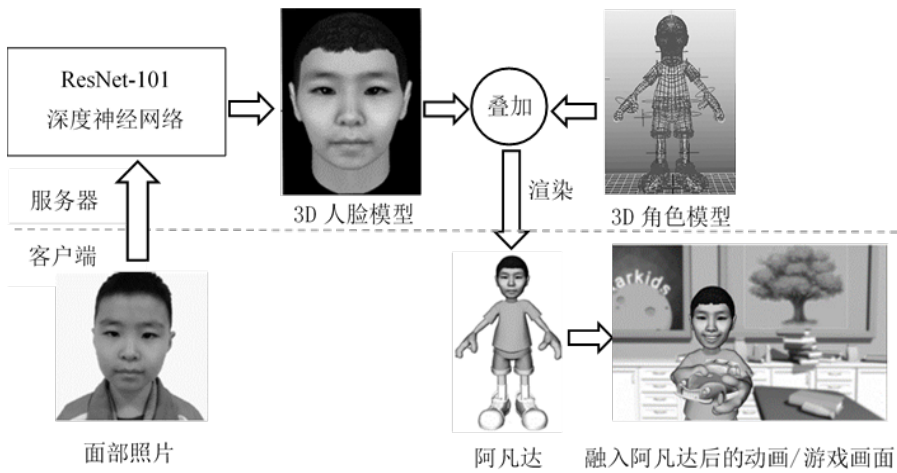 ResNet-101
深度神经网络
叠加
3D 人脸模型
渲染
3D 角色模型
服务器
客户端
arkids
面部照片
阿凡达
融入阿凡达后的动画/游戏画面